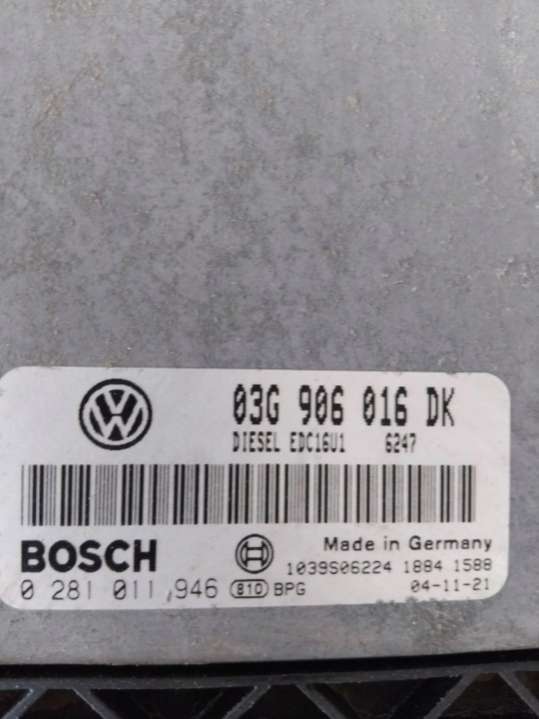 03G 906 016 DK
DIESEL EDC16U1 6247
BOSCH
Made in Germany
1039S06224 1884 1588
0 281 011,946 810 BPG 04-11-21